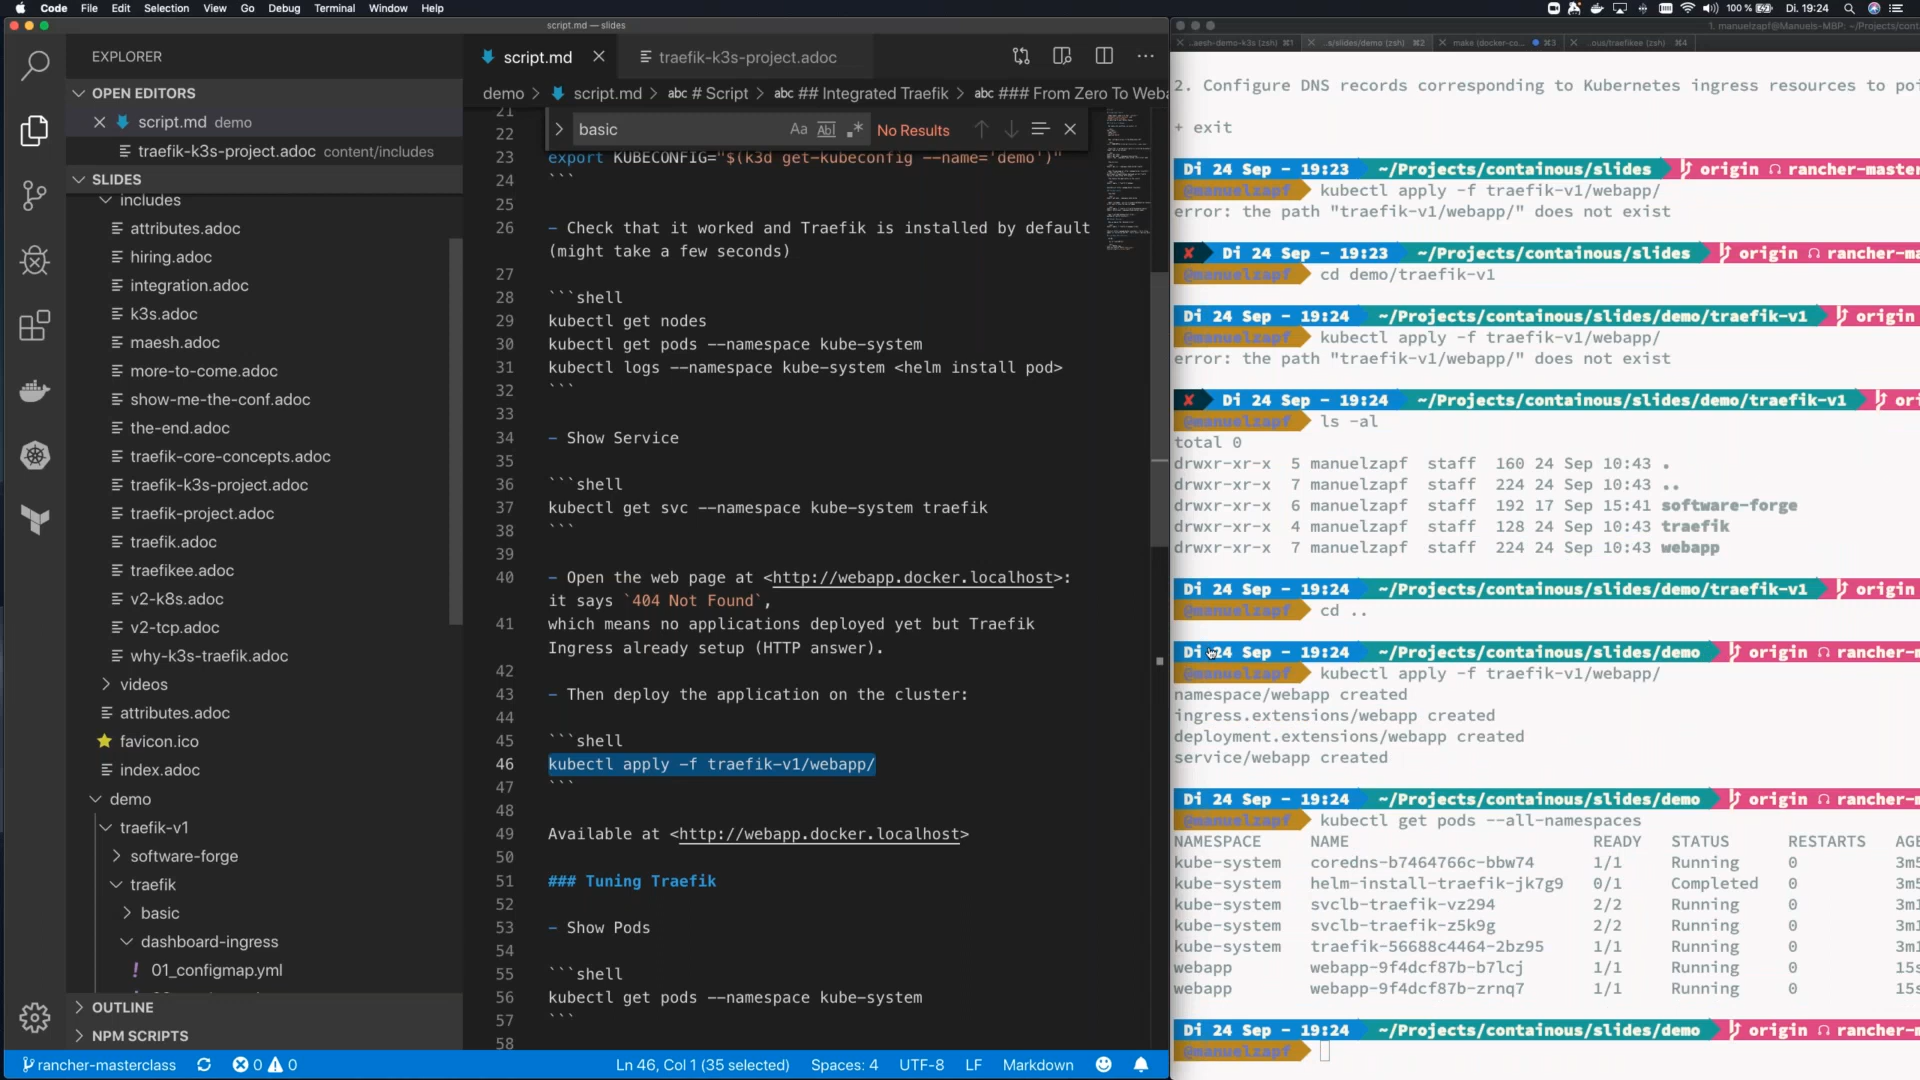 Code File Edit Selection View Go Debug Terminal Window Help
100 % Di. 19:24
script.md — slides
1. manuelzapf@Manuels-MBP: ~/Projects/cont
..aesh-demo-k3s (zsh) ⌘1
..s/slides/demo (zsh) ⌘2
make (docker-co... ⌘3
..ous/traefikee (zsh) ⌘4
EXPLORER
OPEN EDITORS
script.md demo
traefik-k3s-project.adoc content/includes
SLIDES
includes
attributes.adoc
hiring.adoc
integration.adoc
k3s.adoc
maesh.adoc
more-to-come.adoc
show-me-the-conf.adoc
the-end.adoc
traefik-core-concepts.adoc
traefik-k3s-project.adoc
traefik-project.adoc
traefik.adoc
traefikee.adoc
v2-k8s.adoc
v2-tcp.adoc
why-k3s-traefik.adoc
videos
attributes.adoc
favicon.ico
index.adoc
demo
traefik-v1
software-forge
traefik
basic
dashboard-ingress
! 01_configmap.yml
OUTLINE
NPM SCRIPTS
script.md
traefik-k3s-project.adoc
demo > script.md > abc # Script > abc ## Integrated Traefik > abc ### From Zero To Weba
basic Aa Abl .* No Results
21
22
23 export KUBECONFIG="$(k3d get-kubeconfig --name='demo')"
24 ```
25
26 - Check that it worked and Traefik is installed by default
(might take a few seconds)
27
28 ```shell
29 kubectl get nodes
30 kubectl get pods --namespace kube-system
31 kubectl logs --namespace kube-system <helm install pod>
32 ```
33
34 - Show Service
35
36 ```shell
37 kubectl get svc --namespace kube-system traefik
38 ```
39
40 - Open the web page at <http://webapp.docker.localhost>:
it says `404 Not Found`,
41 which means no applications deployed yet but Traefik
Ingress already setup (HTTP answer).
42
43 - Then deploy the application on the cluster:
44
45 ```shell
46 kubectl apply -f traefik-v1/webapp/
47 ```
48
49 Available at <http://webapp.docker.localhost>
50
51 ### Tuning Traefik
52
53 - Show Pods
54
55 ```shell
56 kubectl get pods --namespace kube-system
57 ```
58
2. Configure DNS records corresponding to Kubernetes ingress resources to poi
+ exit
Di 24 Sep - 19:23 ~/Projects/containous/slides origin rancher-master
@manuelzapf kubectl apply -f traefik-v1/webapp/
error: the path "traefik-v1/webapp/" does not exist
✘ Di 24 Sep - 19:23 ~/Projects/containous/slides origin rancher-ma
@manuelzapf cd demo/traefik-v1
Di 24 Sep - 19:24 ~/Projects/containous/slides/demo/traefik-v1 origin
@manuelzapf kubectl apply -f traefik-v1/webapp/
error: the path "traefik-v1/webapp/" does not exist
✘ Di 24 Sep - 19:24 ~/Projects/containous/slides/demo/traefik-v1 ori
@manuelzapf ls -al
total 0
drwxr-xr-x 5 manuelzapf staff 160 24 Sep 10:43 .
drwxr-xr-x 7 manuelzapf staff 224 24 Sep 10:43 ..
drwxr-xr-x 6 manuelzapf staff 192 17 Sep 15:41 software-forge
drwxr-xr-x 4 manuelzapf staff 128 24 Sep 10:43 traefik
drwxr-xr-x 7 manuelzapf staff 224 24 Sep 10:43 webapp
Di 24 Sep - 19:24 ~/Projects/containous/slides/demo/traefik-v1 origin
@manuelzapf cd ..
Di 24 Sep - 19:24 ~/Projects/containous/slides/demo origin rancher-m
@manuelzapf kubectl apply -f traefik-v1/webapp/
namespace/webapp created
ingress.extensions/webapp created
deployment.extensions/webapp created
service/webapp created
Di 24 Sep - 19:24 ~/Projects/containous/slides/demo origin rancher-m
@manuelzapf kubectl get pods --all-namespaces
NAMESPACE NAME READY STATUS RESTARTS AGE
kube-system coredns-b7464766c-bbw74 1/1 Running 0 3m5
kube-system helm-install-traefik-jk7g9 0/1 Completed 0 3m5
kube-system svclb-traefik-vz294 2/2 Running 0 3m1
kube-system svclb-traefik-z5k9g 2/2 Running 0 3m1
kube-system traefik-56688c4464-2bz95 1/1 Running 0 3m1
webapp webapp-9f4dcf87b-b7lcj 1/1 Running 0 15s
webapp webapp-9f4dcf87b-zrnq7 1/1 Running 0 15s
Di 24 Sep - 19:24 ~/Projects/containous/slides/demo origin rancher-m
@manuelzapf
rancher-masterclass 0 0 Ln 46, Col 1 (35 selected) Spaces: 4 UTF-8 LF Markdown